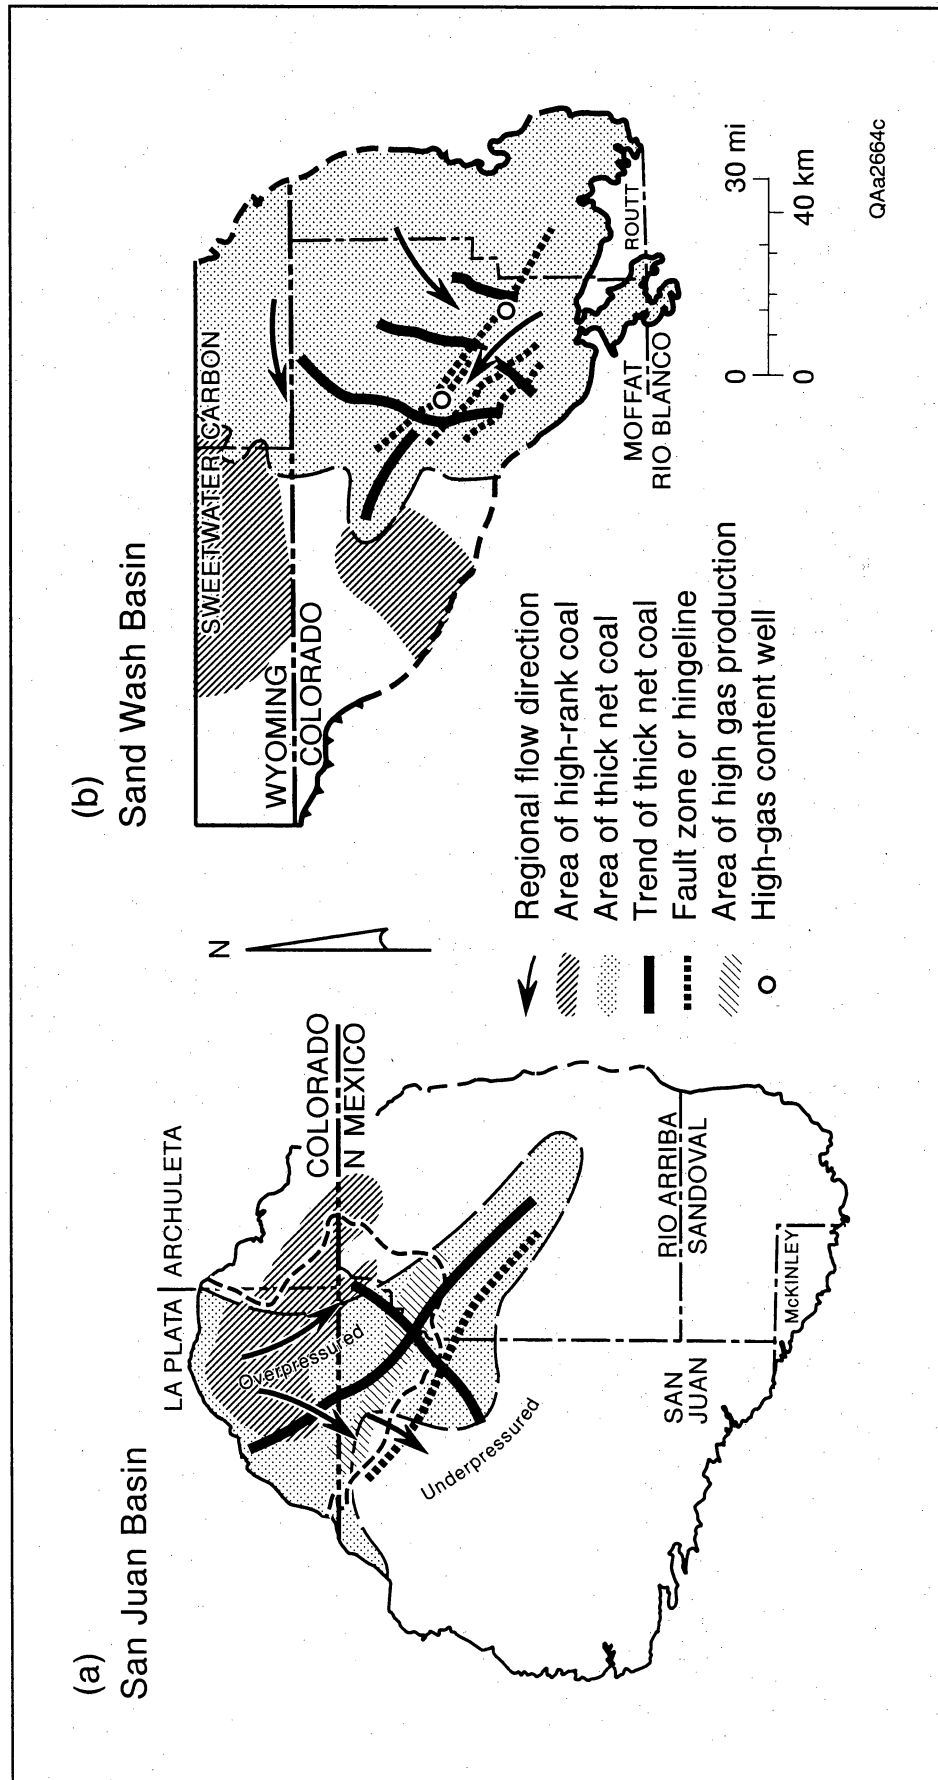 (a)
San Juan Basin
LA PLATA
ARCHULETA
COLORADO
N MEXICO
Overpressured
Underpressured
RIO ARRIBA
SANDOVAL
SAN
JUAN
McKINLEY
N
(b)
Sand Wash Basin
SWEETWATER
CARBON
WYOMING
COLORADO
MOFFAT
RIO BLANCO
ROUTT
Regional flow direction
Area of high-rank coal
Area of thick net coal
Trend of thick net coal
Fault zone or hingeline
Area of high gas production
High-gas content well
0 30 mi
0 40 km
QAa2664c